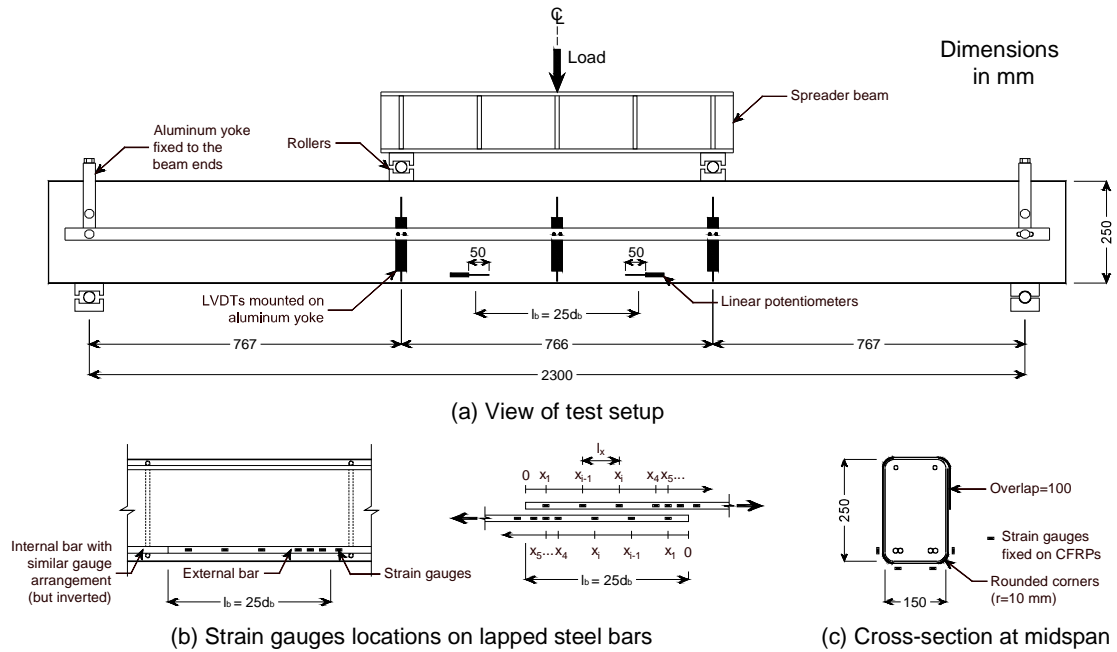 ℄
Load
Dimensions
in mm
Spreader beam
Aluminum yoke
fixed to the
beam ends
Rollers
250
50
50
LVDTs mounted on
aluminum yoke
Linear potentiometers
lb = 25db
767
766
767
2300
(a) View of test setup
lx
0 x1 xi-1 xi x4 x5...
Overlap=100
250
Strain gauges
fixed on CFRPs
Internal bar with
similar gauge
arrangement
(but inverted)
External bar
Strain gauges
x5... x4 xi xi-1 x1 0
Rounded corners
(r=10 mm)
lb = 25db
lb = 25db
150
(b) Strain gauges locations on lapped steel bars
(c) Cross-section at midspan